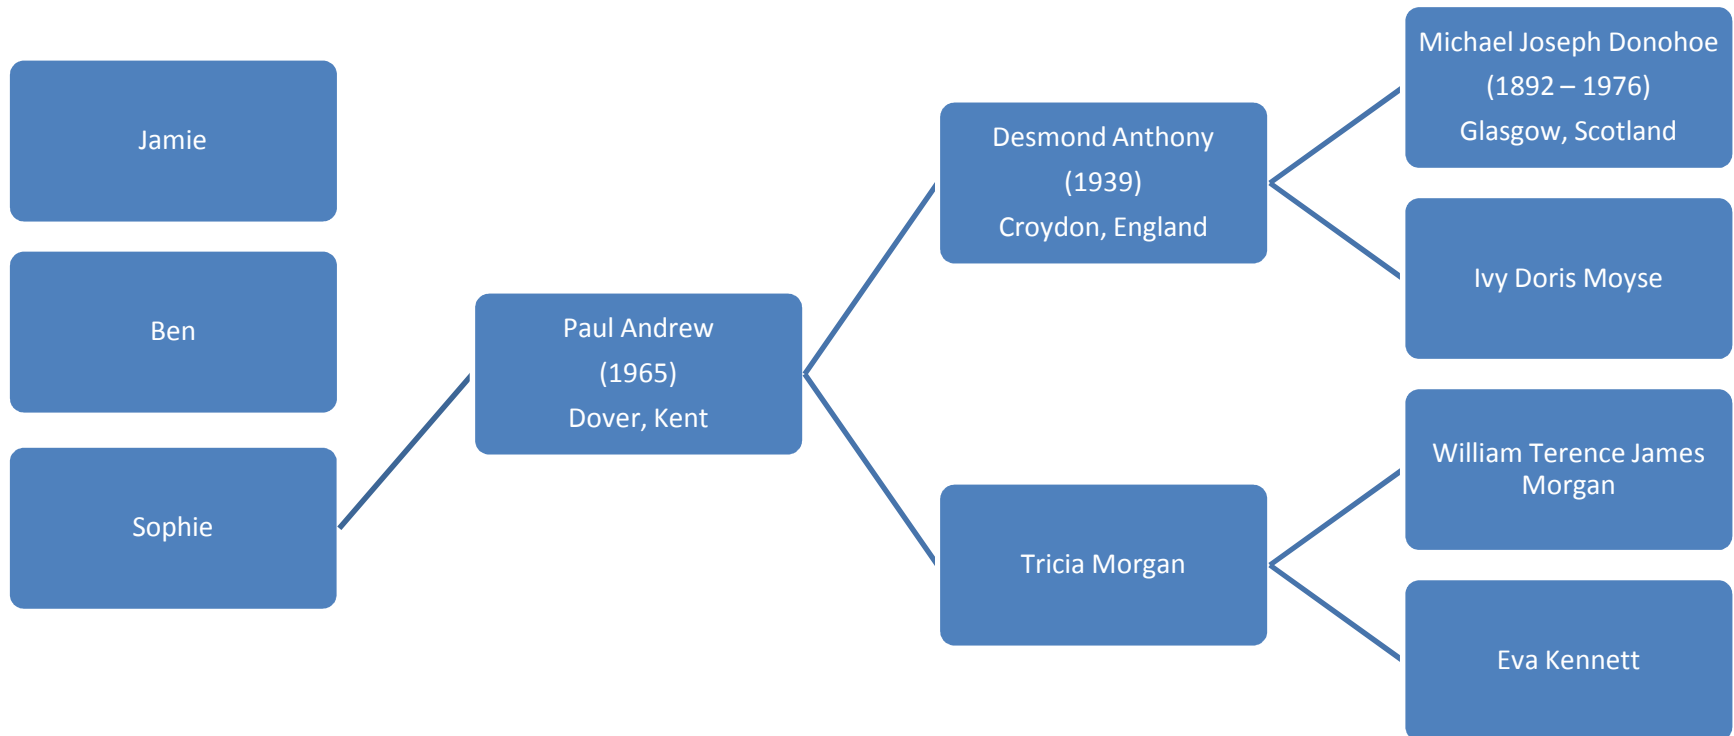 Jamie
Ben
Sophie
Paul Andrew
(1965)
Dover, Kent
Desmond Anthony
(1939)
Croydon, England
Tricia Morgan
Michael Joseph Donohoe
(1892 – 1976)
Glasgow, Scotland
Ivy Doris Moyse
William Terence James
Morgan
Eva Kennett